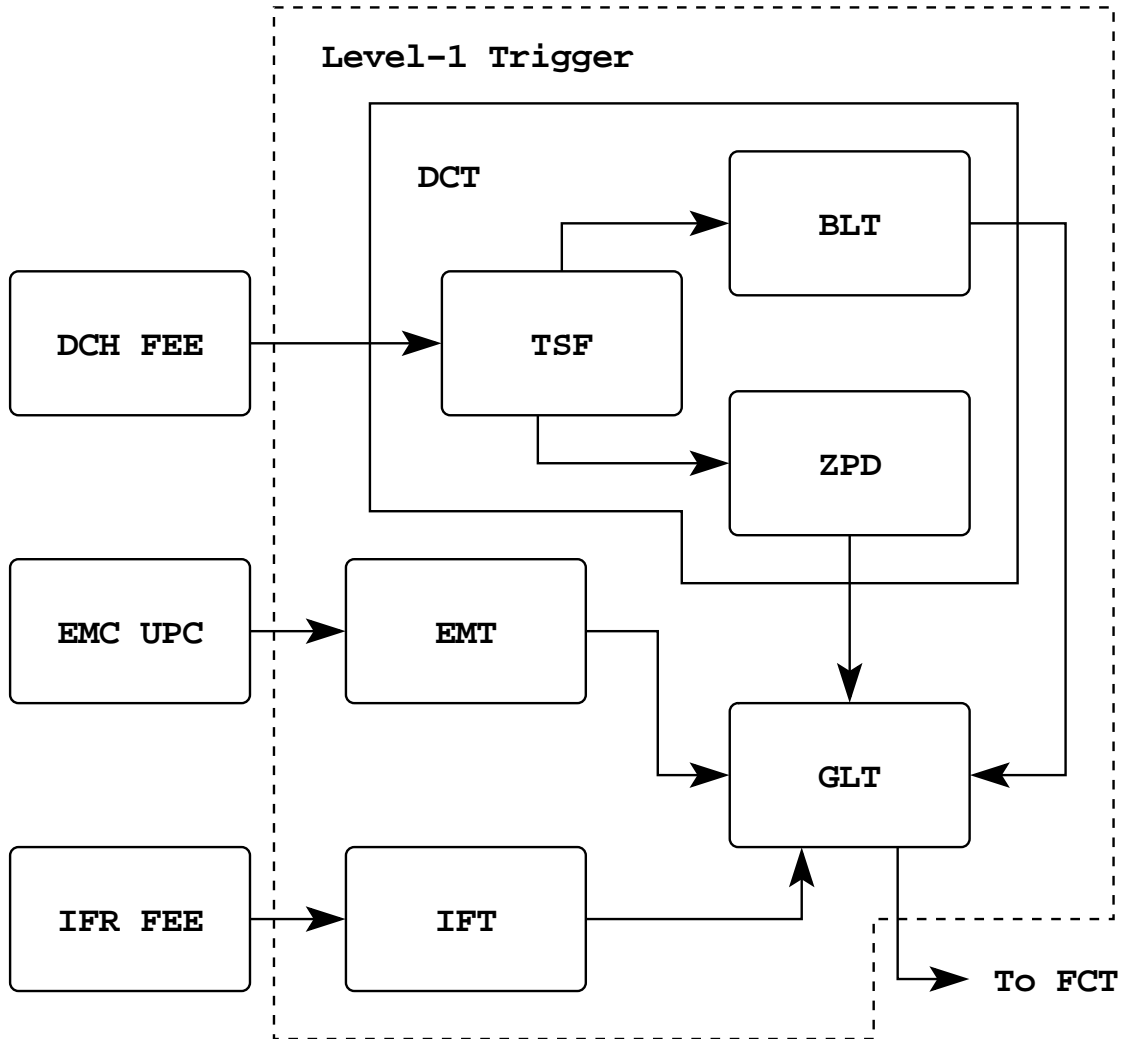 Level-1 Trigger
DCT
BLT
DCH FEE
TSF
ZPD
EMC UPC
EMT
GLT
IFR FEE
IFT
To FCT